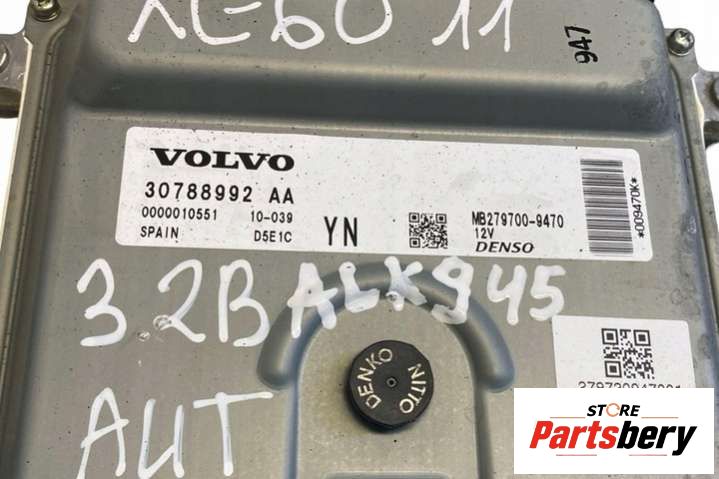 XC60 11
947
VOLVO
30788992 AA
0000010551 10-039
SPAIN D5E1C
YN
MB279700-9470
12V
DENSO
*009470K*
3.2B ALK945
AUT
DENKO NITTO
STORE
Partsbery